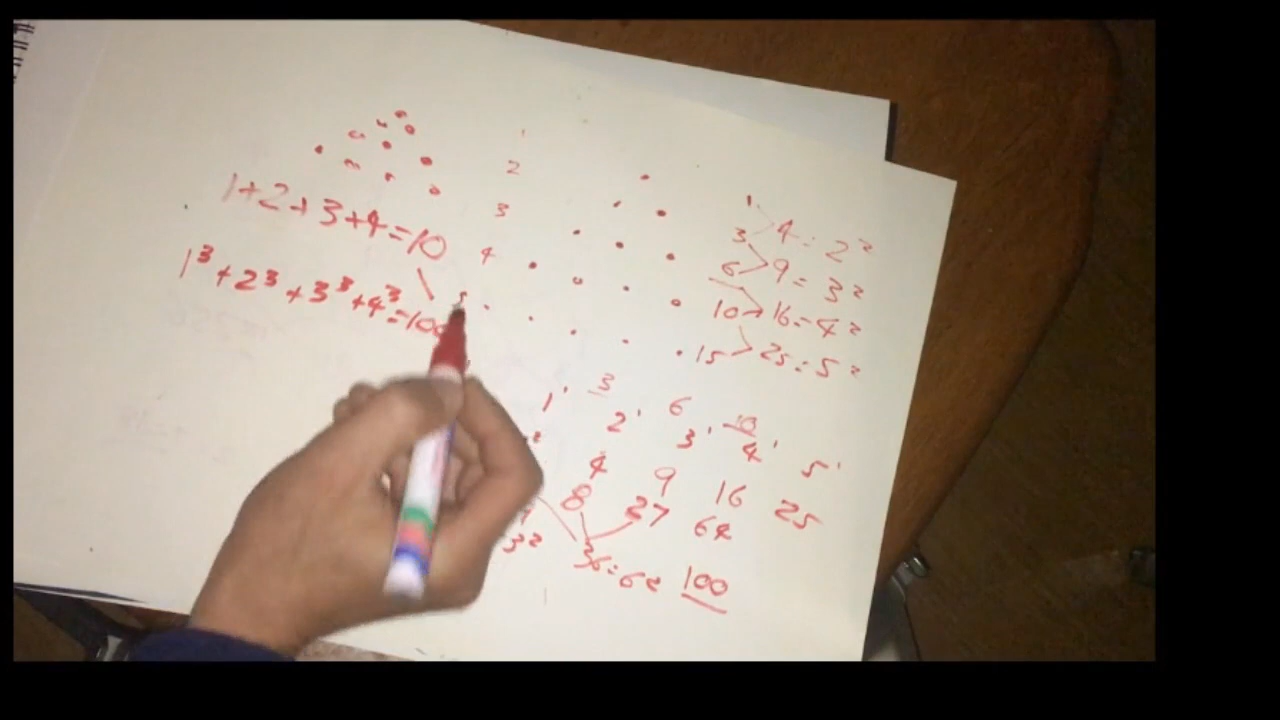 2
3
4
1+2+3+4=10
1³+2³+3³+4³=100
1
3 4=2²
6 9=3²
10 16=4²
15 25=5²
3 6 10
1 2 3 4 5
4 9 16 25
8 27 64
3² 36=6² 100